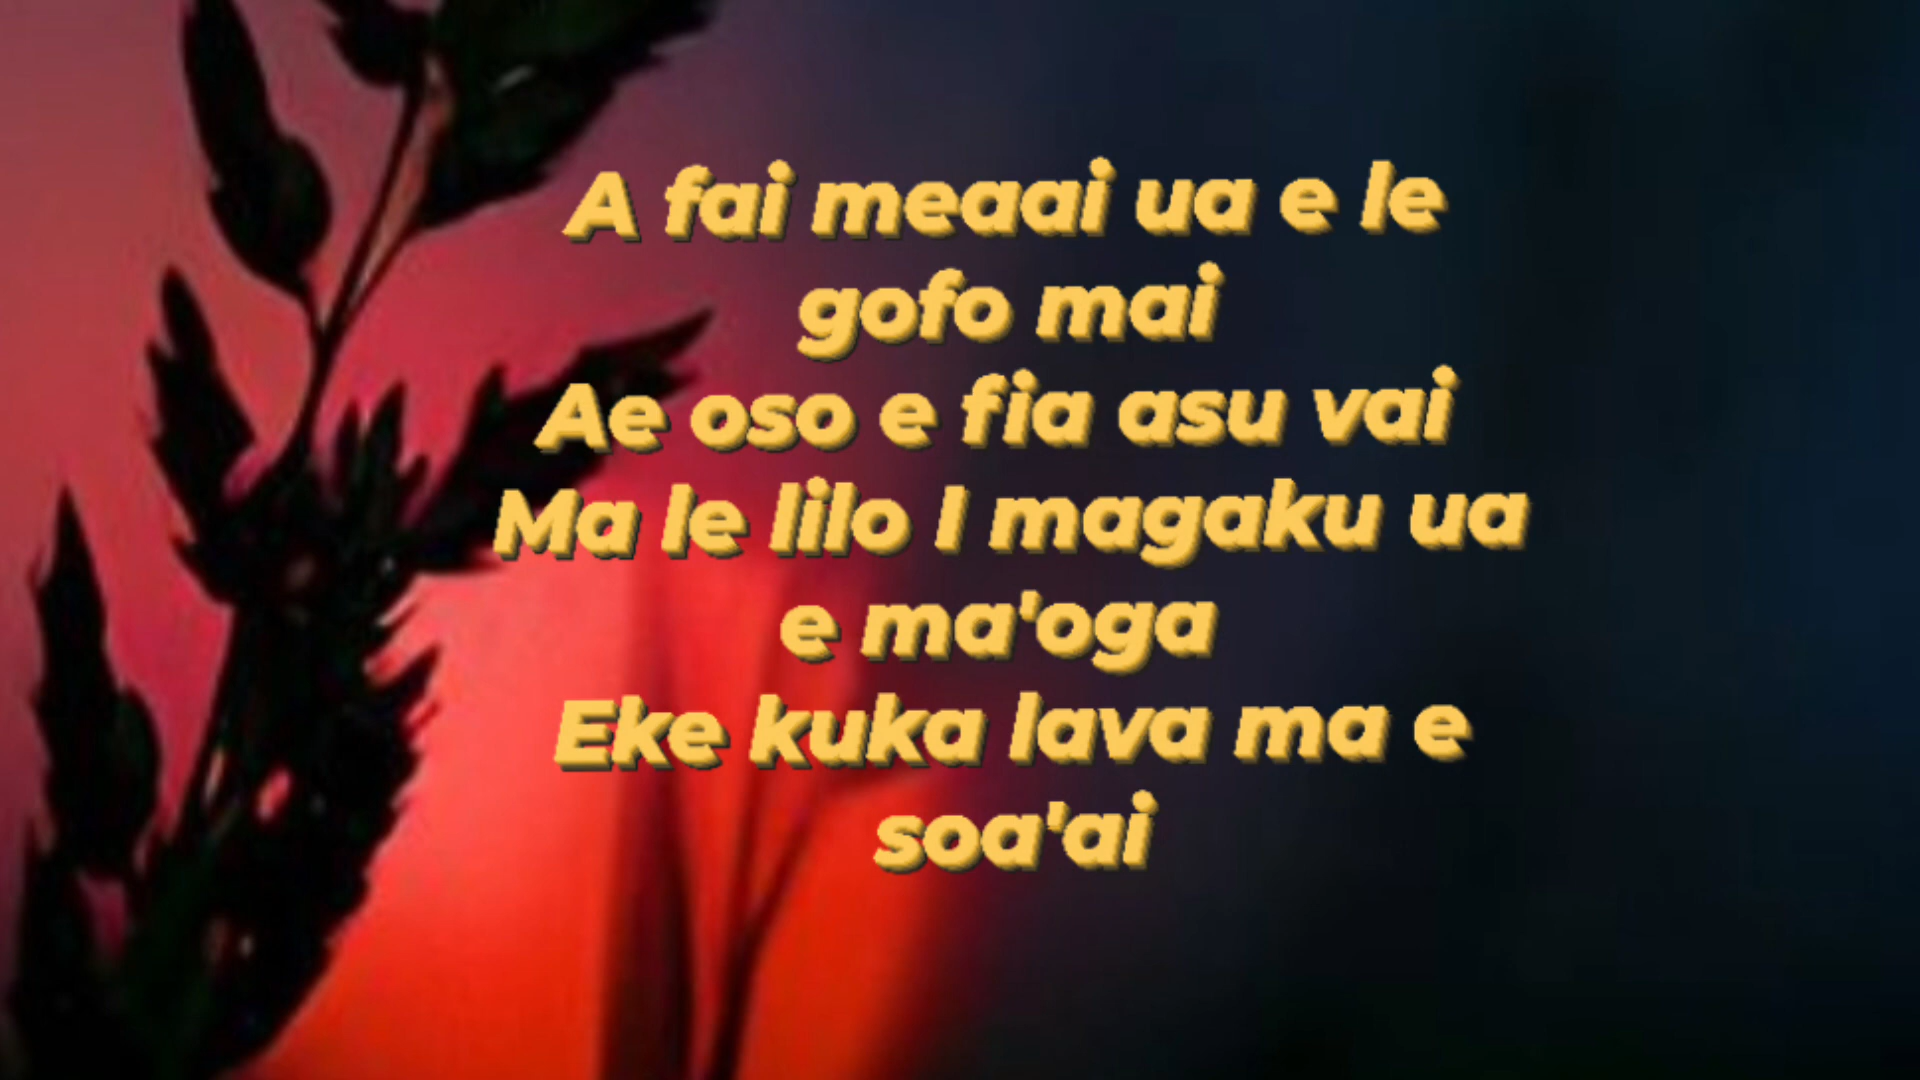 A fai meaai ua e le
gofo mai
Ae oso e fia asu vai
Ma le lilo I magaku ua
e ma'oga
Eke kuka lava ma e
soa'ai